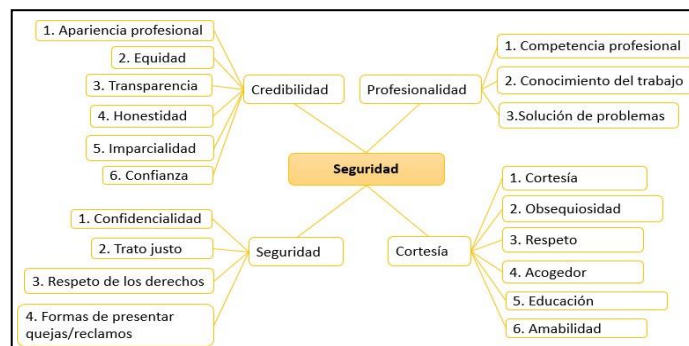 1. Apariencia profesional
2. Equidad
3. Transparencia
4. Honestidad
5. Imparcialidad
6. Confianza
Credibilidad
Profesionalidad
1. Competencia profesional
2. Conocimiento del trabajo
3.Solución de problemas
Seguridad
1. Confidencialidad
2. Trato justo
3. Respeto de los derechos
4. Formas de presentar
quejas/reclamos
Seguridad
Cortesía
1. Cortesía
2. Obsequiosidad
3. Respeto
4. Acogedor
5. Educación
6. Amabilidad